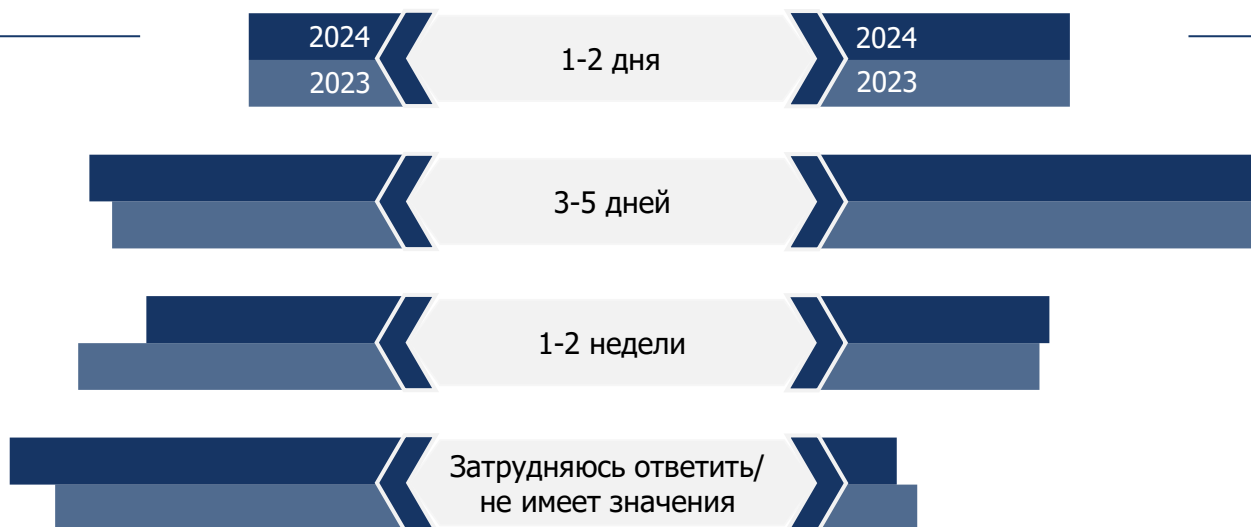 2024 1-2 дня 2024
2023 2023
3-5 дней
1-2 недели
Затрудняюсь ответить/
не имеет значения